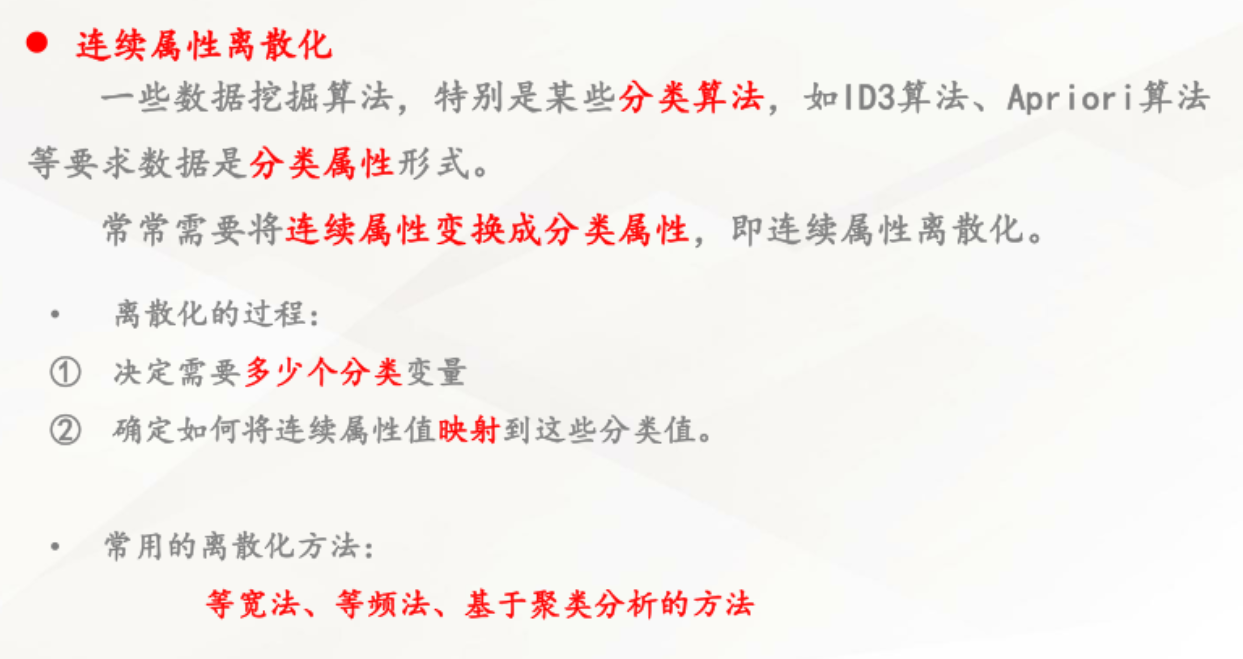 ● 连续属性离散化
一些数据挖掘算法，特别是某些分类算法，如ID3算法、Apriori算法
等要求数据是分类属性形式。
常常需要将连续属性变换成分类属性，即连续属性离散化。
• 离散化的过程：
① 决定需要多少个分类变量
② 确定如何将连续属性值映射到这些分类值。
• 常用的离散化方法：
等宽法、等频法、基于聚类分析的方法